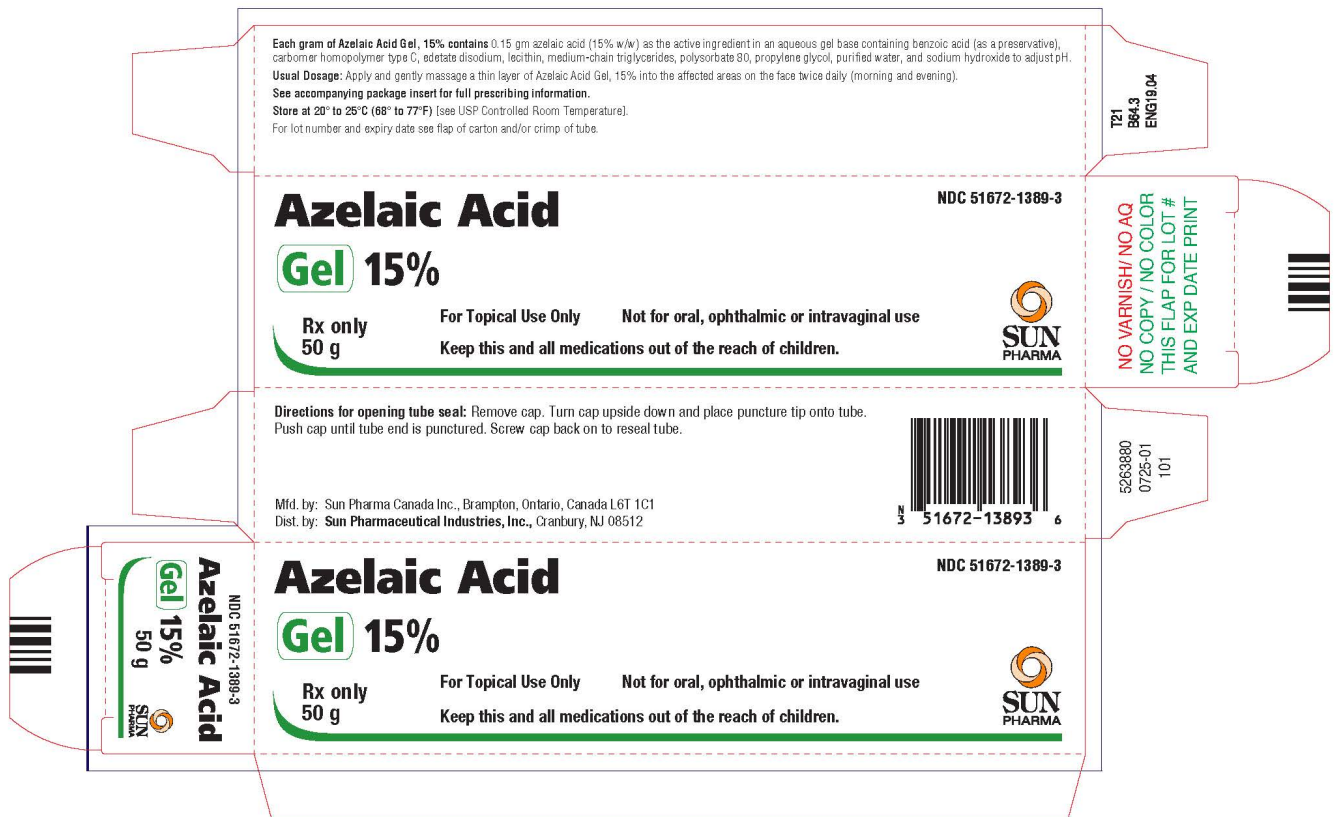 Each gram of Azelaic Acid Gel, 15% contains 0.15 gm azelaic acid (15% w/w) as the active ingredient in an aqueous gel base containing benzoic acid (as a preservative),
carbomer homopolymer type C, edetate disodium, lecithin, medium-chain triglycerides, polysorbate 80, propylene glycol, purified water, and sodium hydroxide to adjust pH.
Usual Dosage: Apply and gently massage a thin layer of Azelaic Acid Gel, 15% into the affected areas on the face twice daily (morning and evening).
See accompanying package insert for full prescribing information.
Store at 20° to 25°C (68° to 77°F) [see USP Controlled Room Temperature].
For lot number and expiry date see flap of carton and/or crimp of tube.
T21
B64.3
ENG19.04
Azelaic Acid
NDC 51672-1389-3
Gel 15%
Rx only
50 g
For Topical Use Only Not for oral, ophthalmic or intravaginal use
Keep this and all medications out of the reach of children.
SUN
PHARMA
NO VARNISH/ NO AQ
NO COPY / NO COLOR
THIS FLAP FOR LOT #
AND EXP DATE PRINT
Directions for opening tube seal: Remove cap. Turn cap upside down and place puncture tip onto tube.
Push cap until tube end is punctured. Screw cap back on to reseal tube.
Mfd. by: Sun Pharma Canada Inc., Brampton, Ontario, Canada L6T 1C1
Dist. by: Sun Pharmaceutical Industries, Inc., Cranbury, NJ 08512
N
3 51672-13893 6
5263880
0725-01
101
NDC 51672-1389-3
Azelaic Acid
Gel 15%
50 g
SUN
PHARMA
Azelaic Acid
NDC 51672-1389-3
Gel 15%
Rx only
50 g
For Topical Use Only Not for oral, ophthalmic or intravaginal use
Keep this and all medications out of the reach of children.
SUN
PHARMA